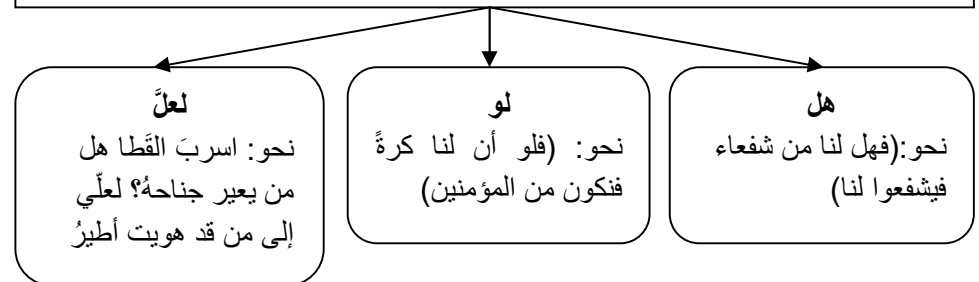 هل
نحو:(فهل لنا من شفعاء
فيشفعوا لنا)
لو
نحو: (فلو أن لنا كرةً
فنكون من المؤمنين)
لعلَّ
نحو: اسربَ القَطا هل
من يعير جناحهُ؟ لعلّي
إلى من قد هويت أطيرُ